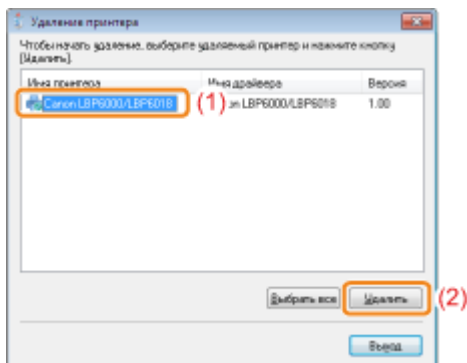 Удаление принтера
Чтобы начать удаление, выберите удаляемый принтер и нажмите кнопку
[Удалить].
Имя принтера Имя драйвера Версия
Canon LBP6000/LBP6018 (1) on LBP6000/LBP6018 1.00
Выбрать все Удалить (2)
Выход